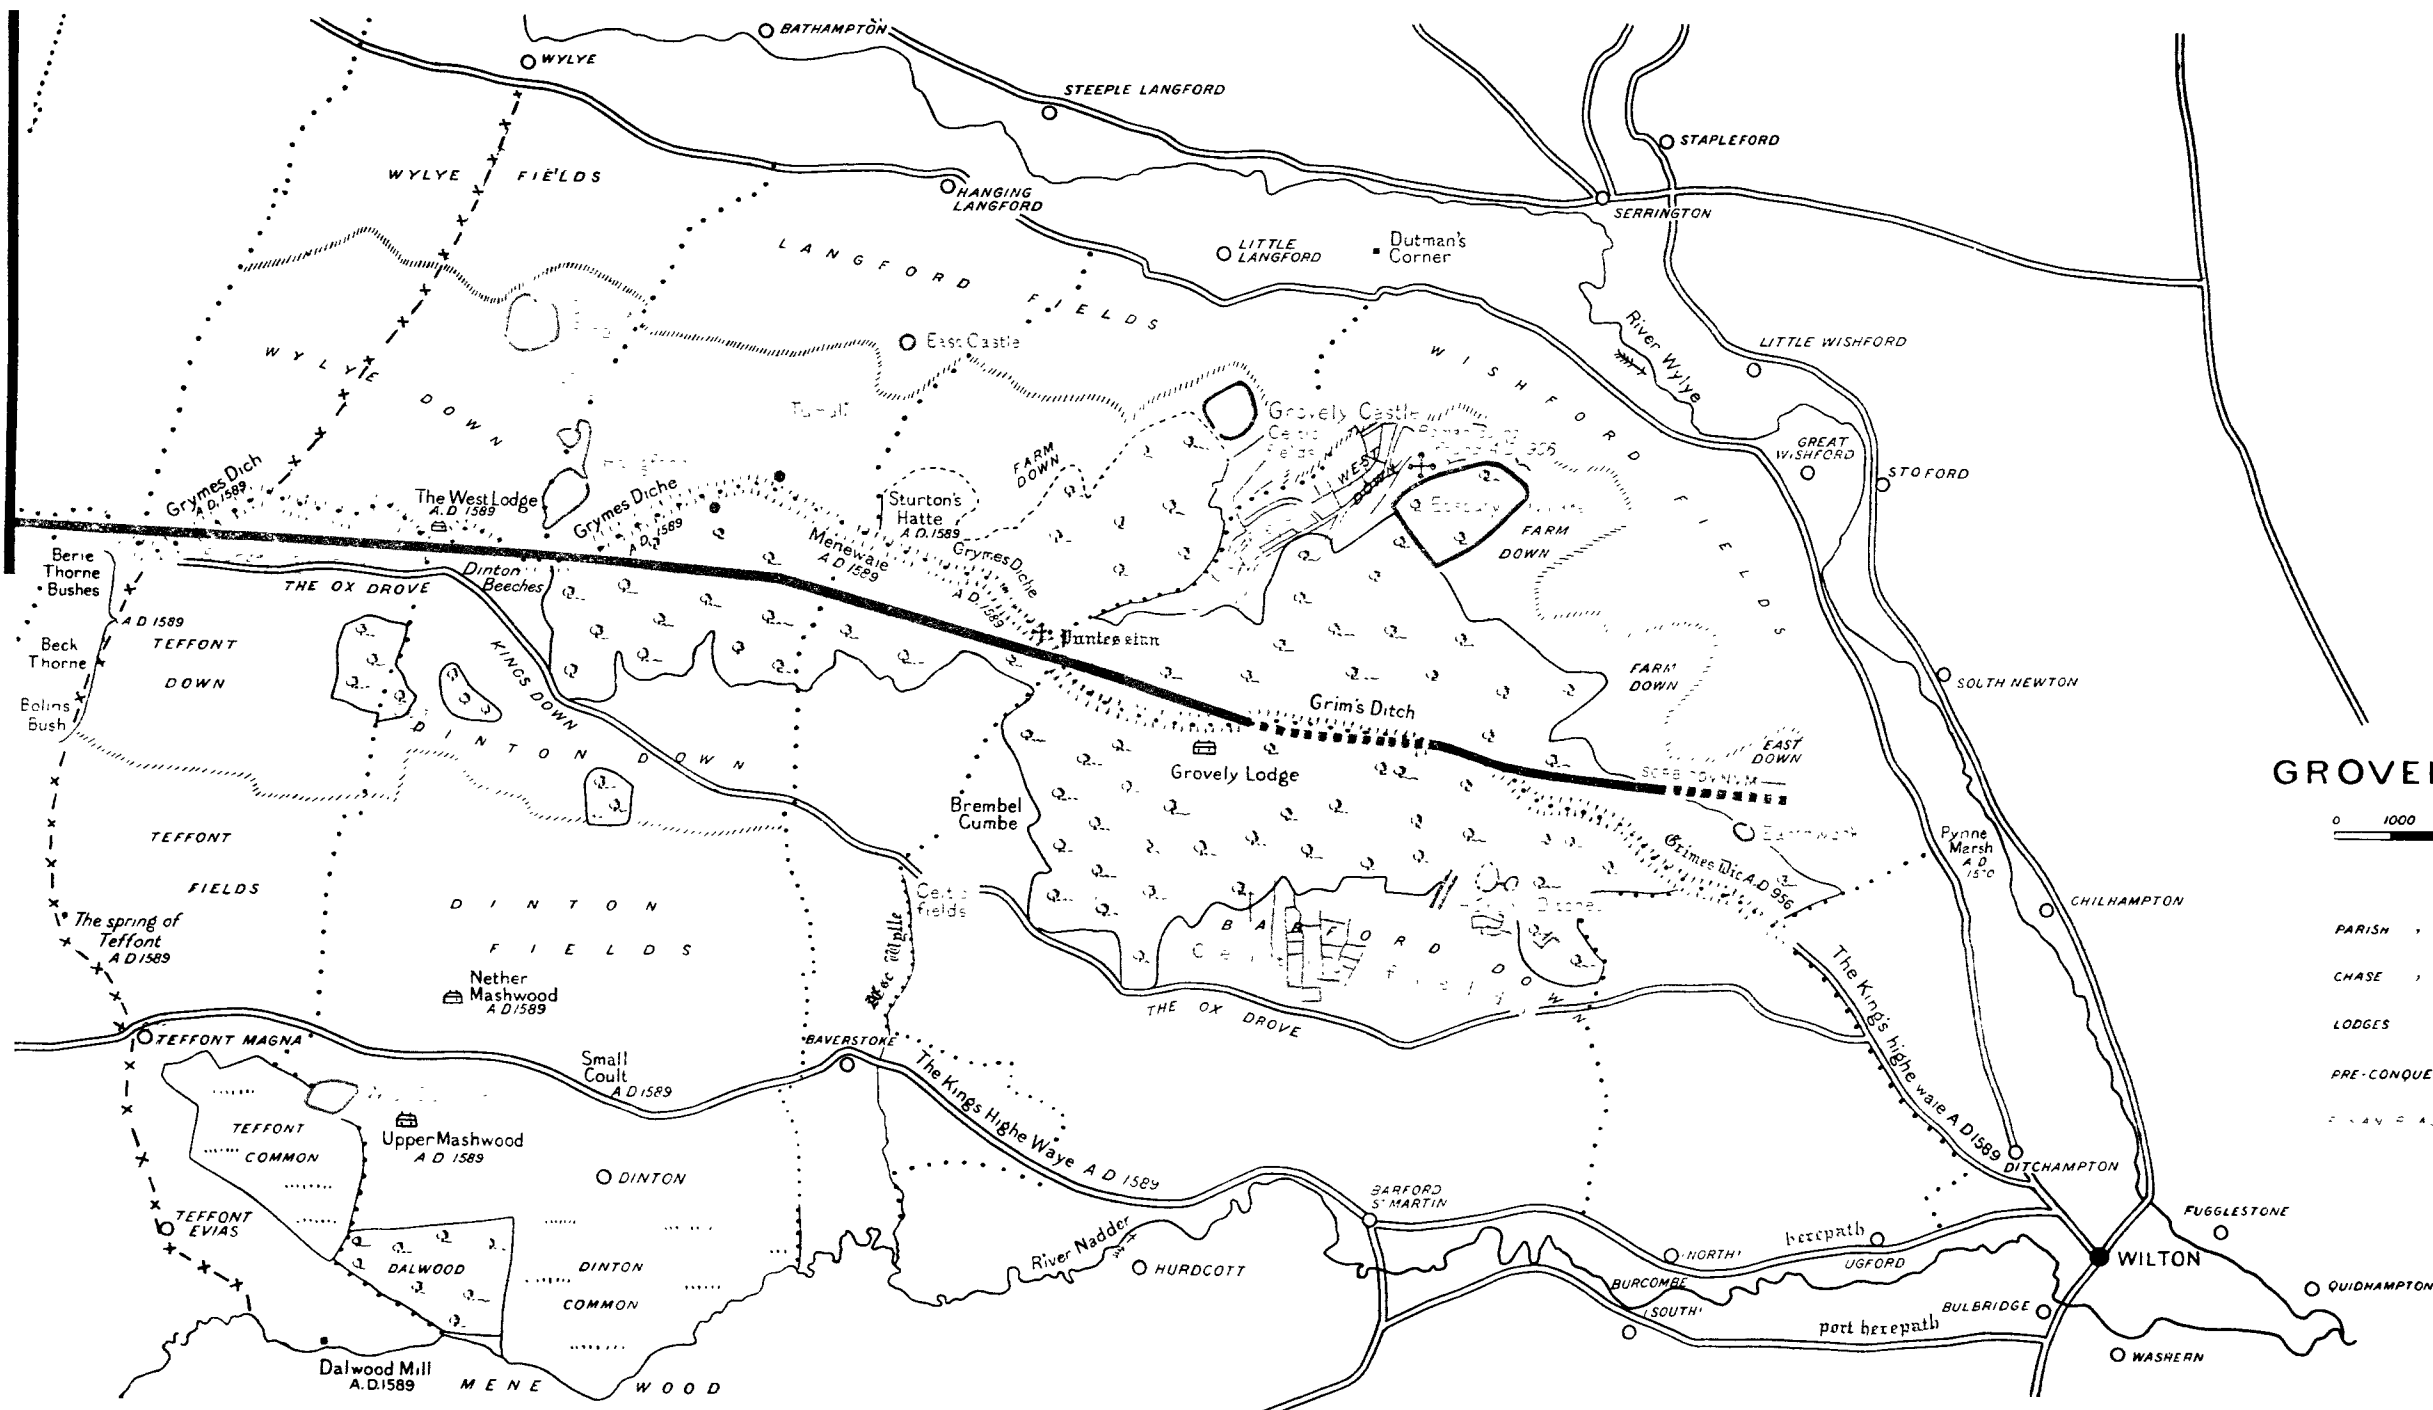 BATHAMPTON
WYLYE
STEEPLE LANGFORD
STAPLEFORD
WYLYE FIELDS
HANGING
LANGFORD
SERRINGTON
LANGFORD FIELDS
LITTLE
LANGFORD
Dutman's
Corner
River Wylye
LITTLE WISHFORD
East Castle
WYLYE DOWN
WISHFORD FIELDS
Grovely Castle
Celtic
fields
WEST
DOWN
GREAT
WISHFORD
STOFORD
FARM
DOWN
Grymes Dich
A.D. 1589
The West Lodge
A.D 1589
Grymes Diche
A D. 1589
Sturton's
Hatte
A.D. 1589
Menewaie
A D 1589
Grymes Diche
A D. 1589
FARM
DOWN
Berie
Thorne
Bushes
A D 1589
Beck
Thorne
Bolins
Bush
THE OX DROVE
Dinton
Beeches
TEFFONT
DOWN
KINGS DOWN
DINTON DOWN
FARM
DOWN
SOUTH NEWTON
Grim's Ditch
Grovely Lodge
EAST
DOWN
GROVE
0 1000
Brembel
Cumbe
TEFFONT
FIELDS
Pynne
Marsh
A D
Grimes Dic A.D 956
CHILHAMPTON
The spring of
Teffont
A D 1589
DINTON
FIELDS
Nether
Mashwood
A D 1589
Celtic
fields
BARFORD DOWN
PARISH
CHASE
LODGES
PRE-CONQUE
THE OX DROVE
The King's highe waie A D 1589
TEFFONT MAGNA
Small
Coult
A D 1589
BAVERSTOKE
The Kings Highe Waye A D 1589
TEFFONT
COMMON
Upper Mashwood
A D 1589
DINTON
DITCHAMPTON
BARFORD
ST MARTIN
TEFFONT
EVIAS
FUGGLESTONE
River Nadder
HURDCOTT
herepath
NORTH
UGFORD
WILTON
DALWOOD
DINTON
COMMON
BURCOMBE
SOUTH
BULBRIDGE
QUIDHAMPTON
port herepath
WASHERN
Dalwood Mill
A.D.1589
MENE WOOD